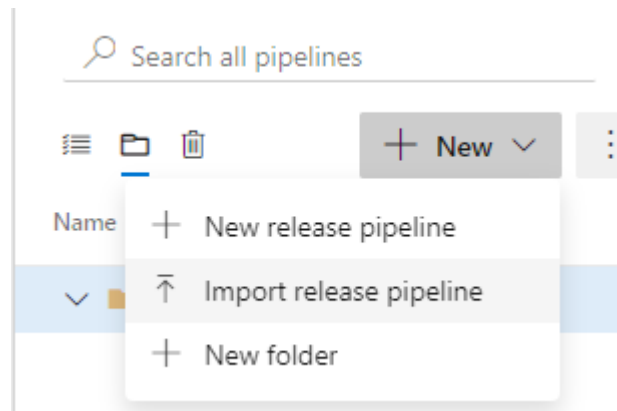 Search all pipelines
New
Name
New release pipeline
Import release pipeline
New folder